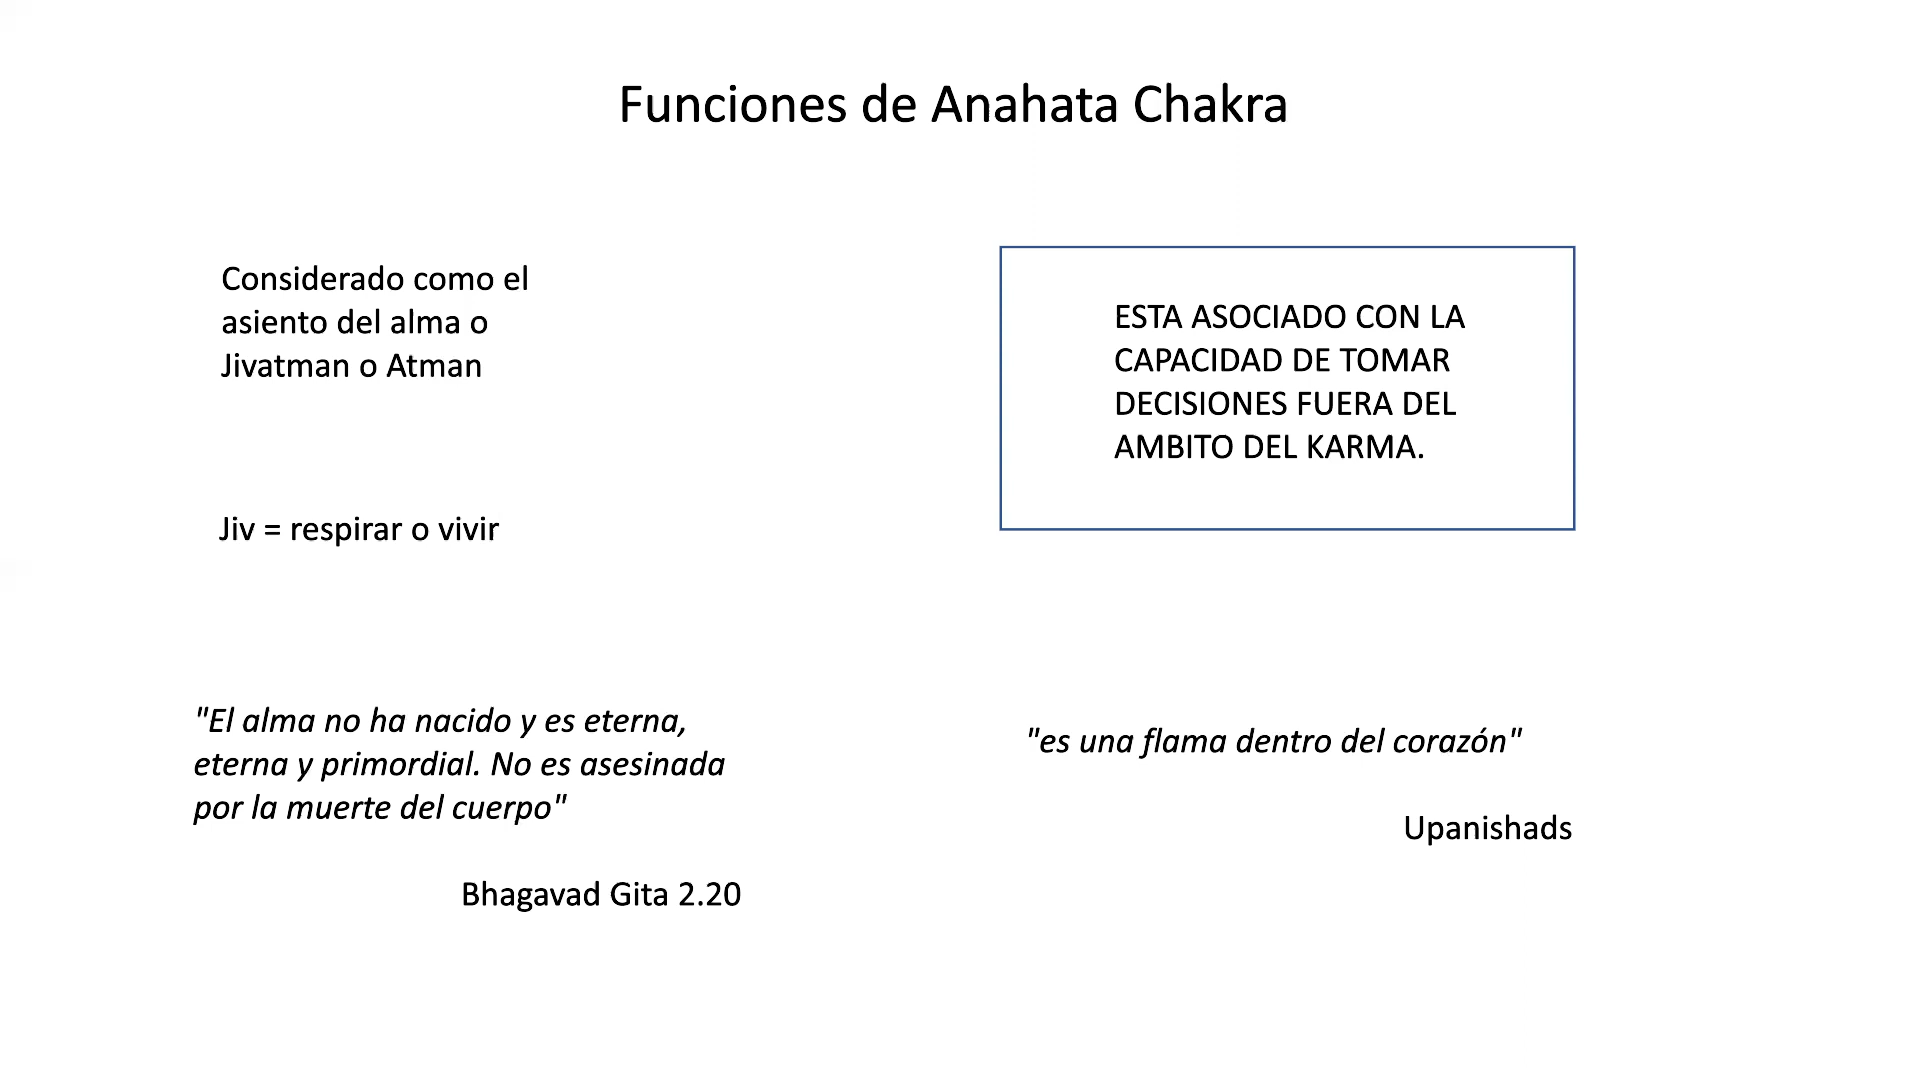 Funciones de Anahata Chakra
Considerado como el
asiento del alma o
Jivatman o Atman
Jiv = respirar o vivir
ESTA ASOCIADO CON LA
CAPACIDAD DE TOMAR
DECISIONES FUERA DEL
AMBITO DEL KARMA.
"El alma no ha nacido y es eterna,
eterna y primordial. No es asesinada
por la muerte del cuerpo"
Bhagavad Gita 2.20
"es una flama dentro del corazón"
Upanishads